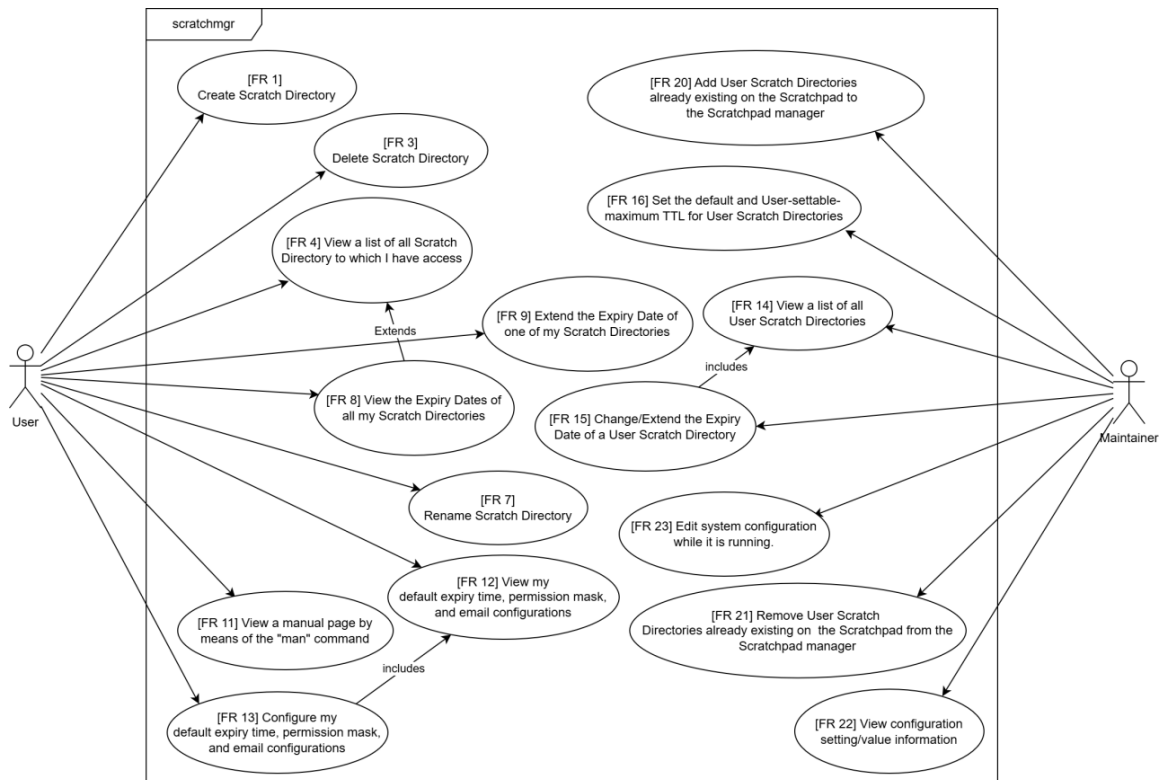 scratchmgr
[FR 1]
Create Scratch Directory
[FR 20] Add User Scratch Directories
already existing on the Scratchpad to
the Scratchpad manager
[FR 3]
Delete Scratch Directory
[FR 16] Set the default and User-settable-
maximum TTL for User Scratch Directories
[FR 4] View a list of all Scratch
Directory to which I have access
[FR 9] Extend the Expiry Date of
one of my Scratch Directories
[FR 14] View a list of all
User Scratch Directories
Extends
includes
User
[FR 8] View the Expiry Dates of
all my Scratch Directories
[FR 15] Change/Extend the Expiry
Date of a User Scratch Directory
Maintainer
[FR 7]
Rename Scratch Directory
[FR 23] Edit system configuration
while it is running.
[FR 12] View my
default expiry time, permission mask,
and email configurations
[FR 11] View a manual page by
means of the "man" command
[FR 21] Remove User Scratch
Directories already existing on the Scratchpad from the
Scratchpad manager
includes
[FR 13] Configure my
default expiry time, permission mask,
and email configurations
[FR 22] View configuration
setting/value information